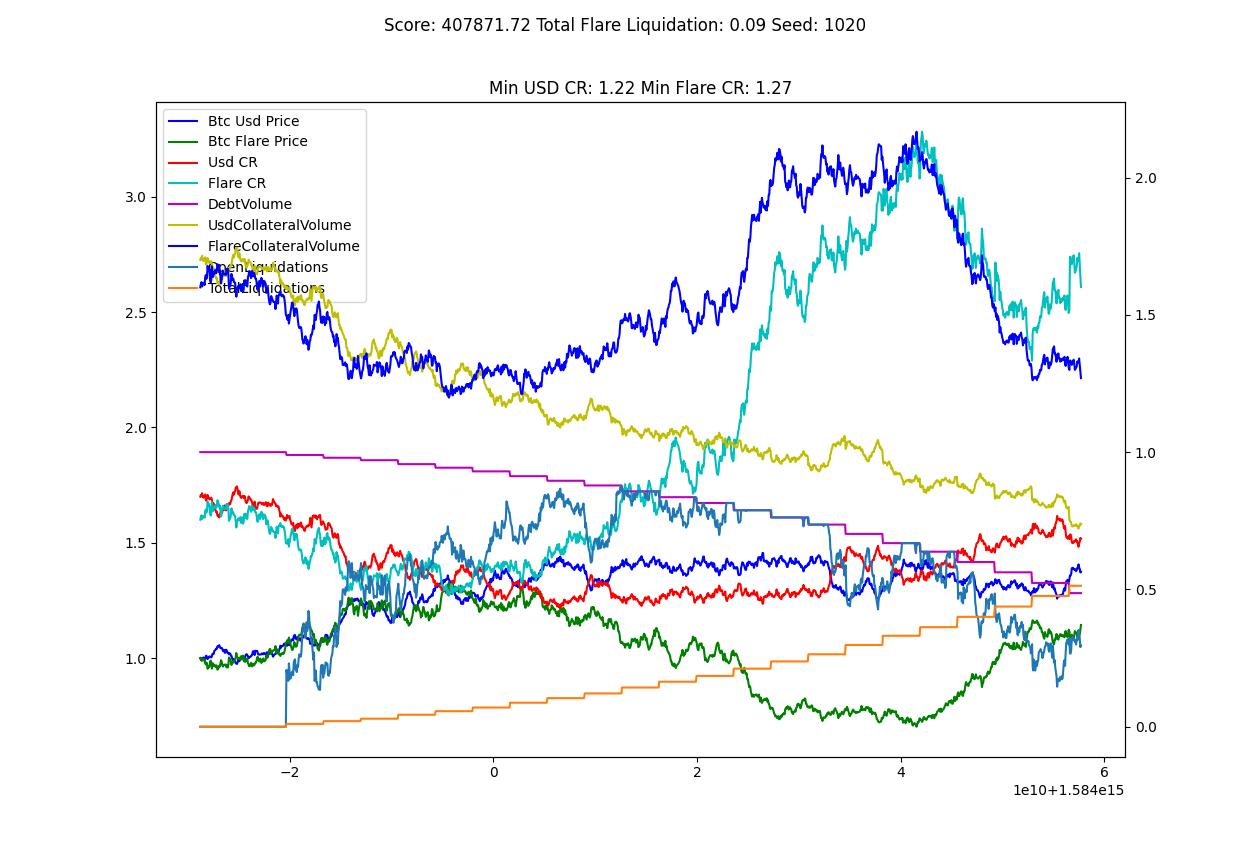 Score: 407871.72 Total Flare Liquidation: 0.09 Seed: 1020
Min USD CR: 1.22 Min Flare CR: 1.27
Btc Usd Price
Btc Flare Price
Usd CR
Flare CR
DebtVolume
UsdCollateralVolume
FlareCollateralVolume
OpenLiquidations
TotalLiquidations
3.0
2.5
2.0
1.5
1.0
2.0
1.5
1.0
0.5
0.0
−2
0
2
4
6
1e10+1.584e15